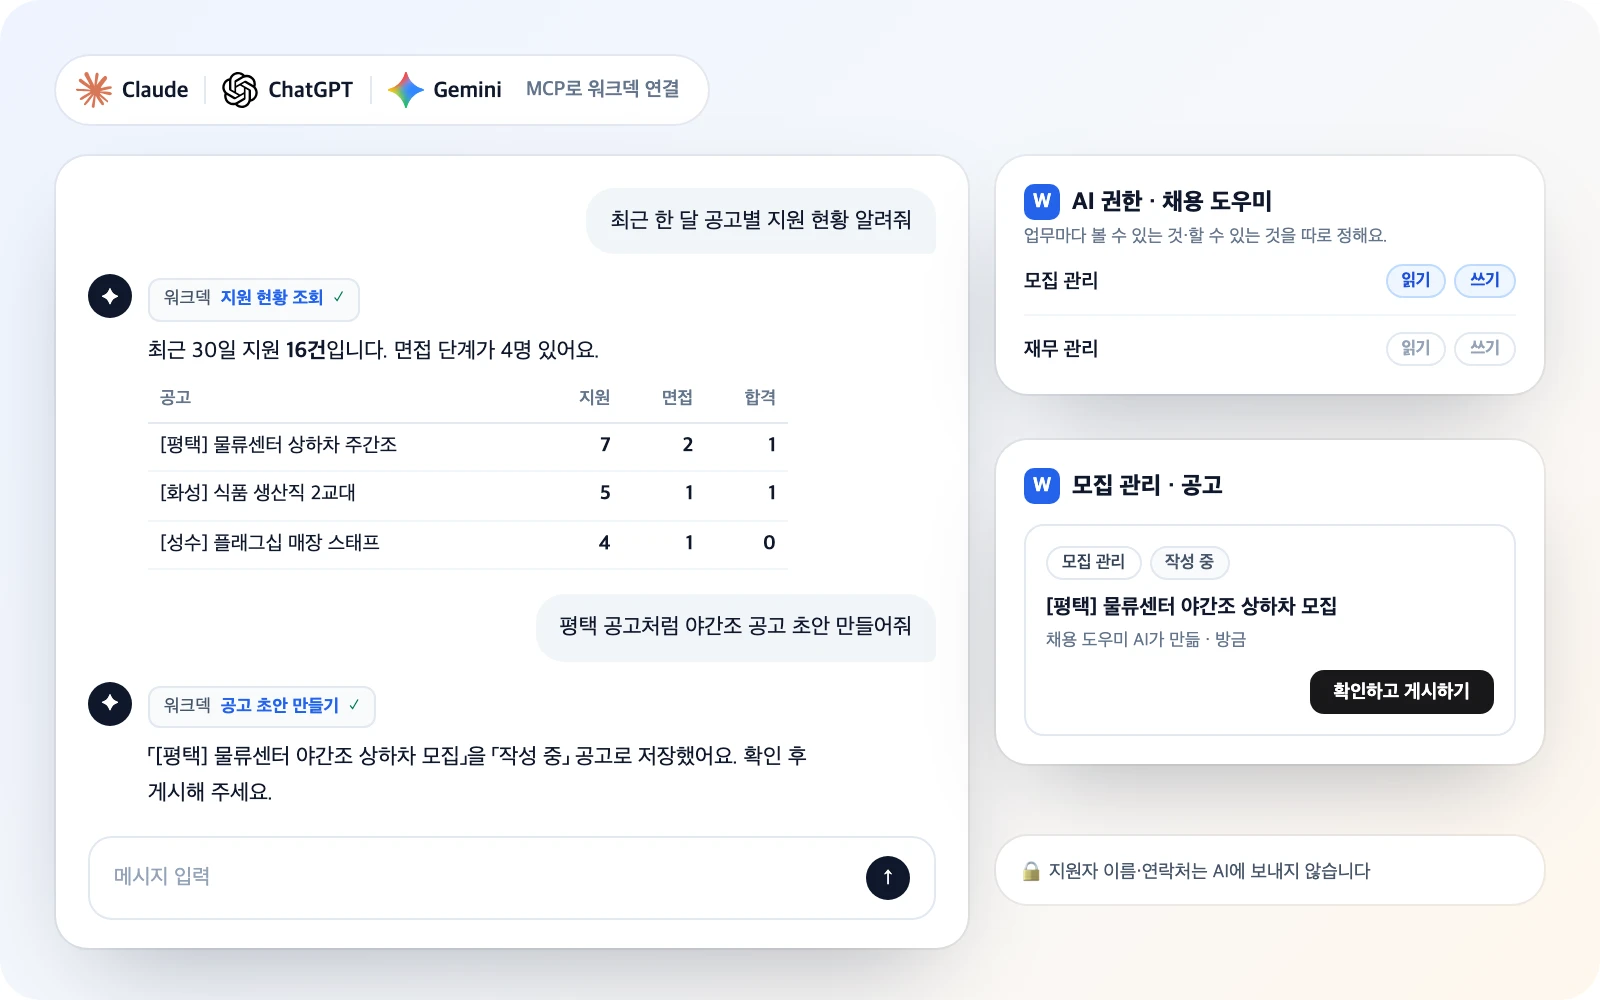 Claude ChatGPT Gemini MCP로 워크덱 연결
최근 한 달 공고별 지원 현황 알려줘
워크덱 지원 현황 조회 ✓
최근 30일 지원 16건입니다. 면접 단계가 4명 있어요.
공고 지원 면접 합격
[평택] 물류센터 상하차 주간조 7 2 1
[화성] 식품 생산직 2교대 5 1 1
[성수] 플래그십 매장 스태프 4 1 0
평택 공고처럼 야간조 공고 초안 만들어줘
워크덱 공고 초안 만들기 ✓
「[평택] 물류센터 야간조 상하차 모집」을 「작성 중」 공고로 저장했어요. 확인 후
게시해 주세요.
메시지 입력
↑
W AI 권한 · 채용 도우미
업무마다 볼 수 있는 것·할 수 있는 것을 따로 정해요.
모집 관리 읽기 쓰기
재무 관리 읽기 쓰기
W 모집 관리 · 공고
모집 관리 작성 중
[평택] 물류센터 야간조 상하차 모집
채용 도우미 AI가 만듦 · 방금
확인하고 게시하기
🔒 지원자 이름·연락처는 AI에 보내지 않습니다